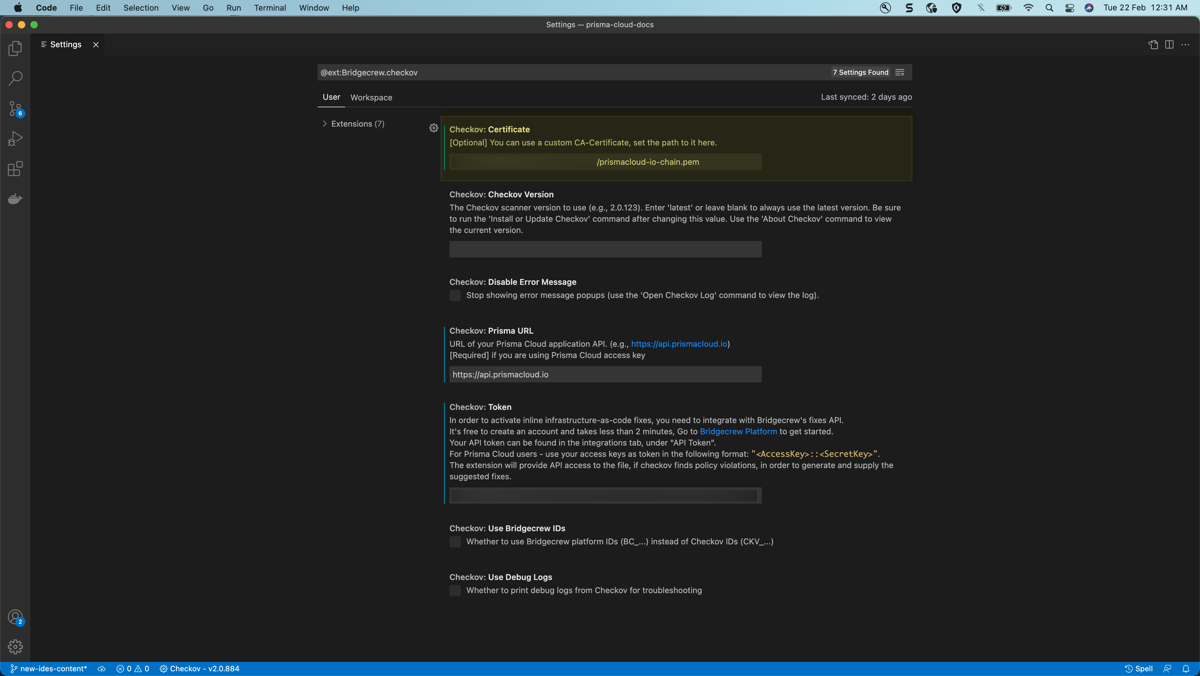 Code File Edit Selection View Go Run Terminal Window Help Tue 22 Feb 12:31 AM
Settings — prisma-cloud-docs
Settings
@ext:Bridgecrew.checkov 7 Settings Found
User Workspace Last synced: 2 days ago
Extensions (7)
Checkov: Certificate
[Optional] You can use a custom CA-Certificate, set the path to it here.
/prismacloud-io-chain.pem
Checkov: Checkov Version
The Checkov scanner version to use (e.g., 2.0.123). Enter 'latest' or leave blank to always use the latest version. Be sure
to run the 'Install or Update Checkov' command after changing this value. Use the 'About Checkov' command to view
the current version.
Checkov: Disable Error Message
Stop showing error message popups (use the 'Open Checkov Log' command to view the log).
Checkov: Prisma URL
URL of your Prisma Cloud application API. (e.g., https://api.prismacloud.io)
[Required] if you are using Prisma Cloud access key
https://api.prismacloud.io
Checkov: Token
In order to activate inline infrastructure-as-code fixes, you need to integrate with Bridgecrew's fixes API.
It's free to create an account and takes less than 2 minutes, Go to Bridgecrew Platform to get started.
Your API token can be found in the integrations tab, under "API Token".
For Prisma Cloud users - use your access keys as token in the following format: "<AccessKey>::<SecretKey>".
The extension will provide API access to the file, if checkov finds policy violations, in order to generate and supply the
suggested fixes.
Checkov: Use Bridgecrew IDs
Whether to use Bridgecrew platform IDs (BC_...) instead of Checkov IDs (CKV_...)
Checkov: Use Debug Logs
Whether to print debug logs from Checkov for troubleshooting
6
2
new-ides-content* 0 0 Checkov - v2.0.884 Spell